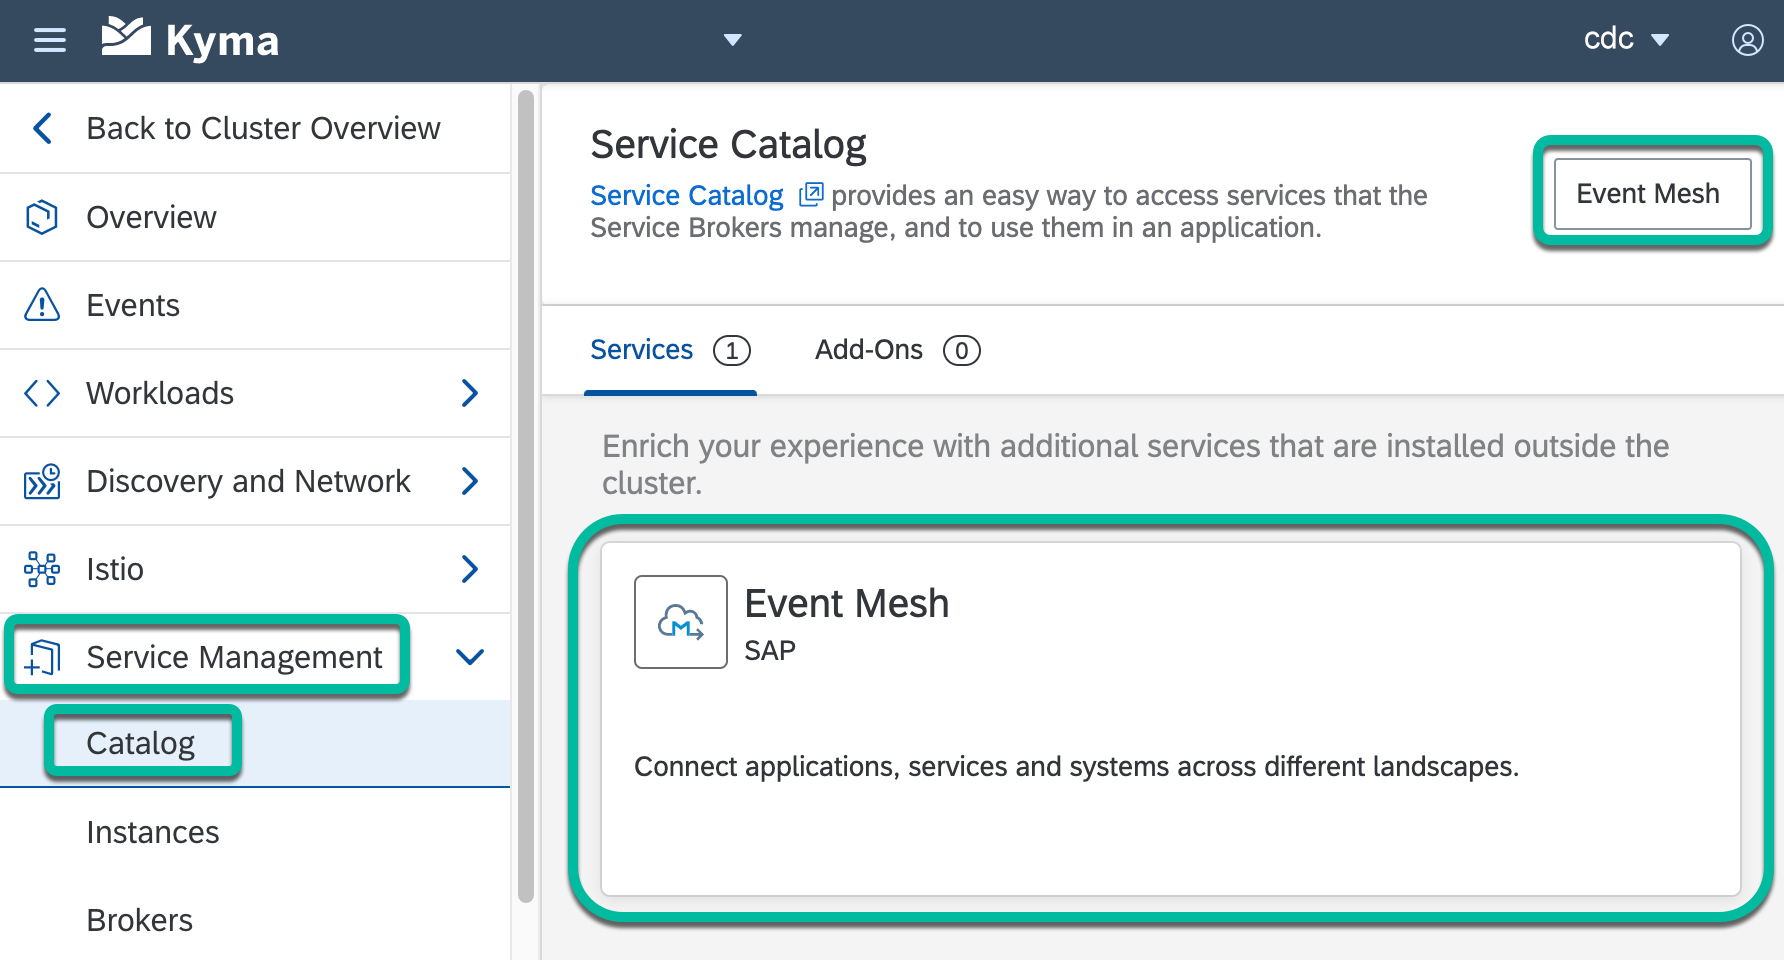 Kyma
cdc
Back to Cluster Overview
Overview
Events
Workloads
Discovery and Network
Istio
Service Management
Catalog
Instances
Brokers
Service Catalog
Service Catalog provides an easy way to access services that the
Service Brokers manage, and to use them in an application.
Event Mesh
Services 1 Add-Ons 0
Enrich your experience with additional services that are installed outside the
cluster.
Event Mesh
SAP
Connect applications, services and systems across different landscapes.